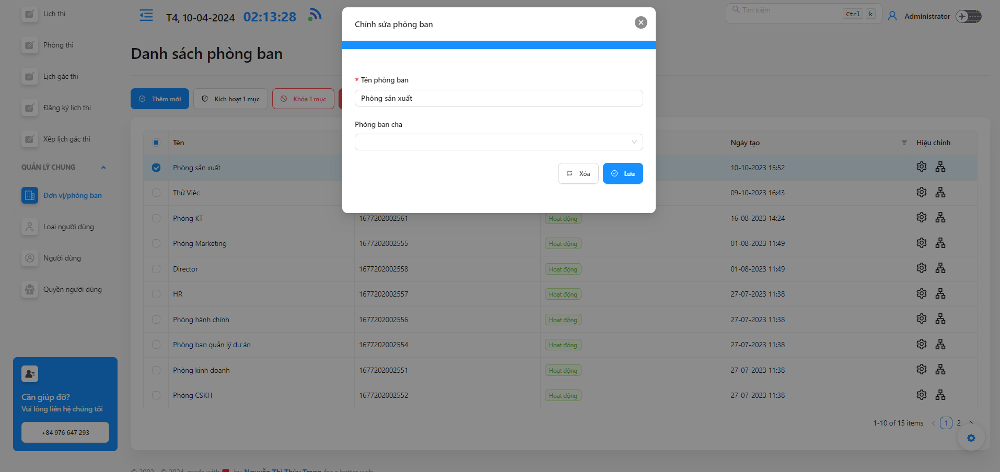 Lịch thi
Phòng thi
Lịch gác thi
Đăng ký lịch thi
Xếp lịch gác thi
QUẢN LÝ CHUNG
Đơn vị/phòng ban
Loại người dùng
Người dùng
Quyền người dùng
Cần giúp đỡ?
Vui lòng liên hệ chúng tôi
+84 976 647 293
T4, 10-04-2024 02:13:28
Tìm kiếm Ctrl k
Administrator
Danh sách phòng ban
Thêm mới Kích hoạt 1 mục Khóa 1 mục
Chỉnh sửa phòng ban
* Tên phòng ban
Phòng sản xuất
Phòng ban cha
Xóa Lưu
Tên Ngày tạo Hiệu chỉnh
Phòng sản xuất 10-10-2023 15:52
Thử Việc 09-10-2023 16:43
Phòng KT 1677202002561 Hoạt động 16-08-2023 14:24
Phòng Marketing 1677202002555 Hoạt động 01-08-2023 11:49
Director 1677202002558 Hoạt động 01-08-2023 11:49
HR 1677202002557 Hoạt động 27-07-2023 11:38
Phòng hành chính 1677202002556 Hoạt động 27-07-2023 11:38
Phòng ban quản lý dự án 1677202002554 Hoạt động 27-07-2023 11:38
Phòng kinh doanh 1677202002551 Hoạt động 27-07-2023 11:38
Phòng CSKH 1677202002552 Hoạt động 27-07-2023 11:38
1-10 of 15 items < 1 2 >
© 2002 - © 2024, made with by Nguyễn Thị Thùy Trang for a better web